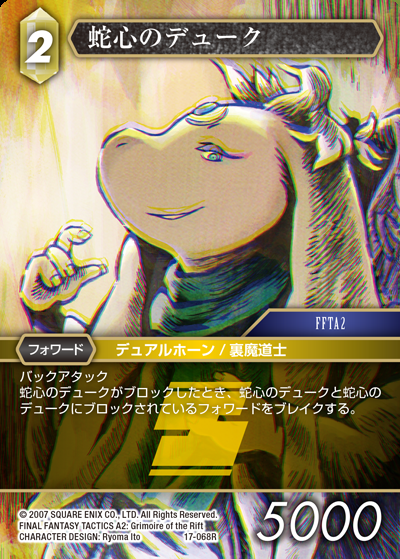 2
蛇心のデューク
FFTA2
フォワード
デュアルホーン / 裏魔道士
バックアタック
蛇心のデュークがブロックしたとき、蛇心のデュークと蛇心の
デュークにブロックされているフォワードをブレイクする。
© 2007 SQUARE ENIX CO., LTD. All Rights Reserved.
FINAL FANTASY TACTICS A2: Grimoire of the Rift
CHARACTER DESIGN: Ryoma Ito
17-068R
5000